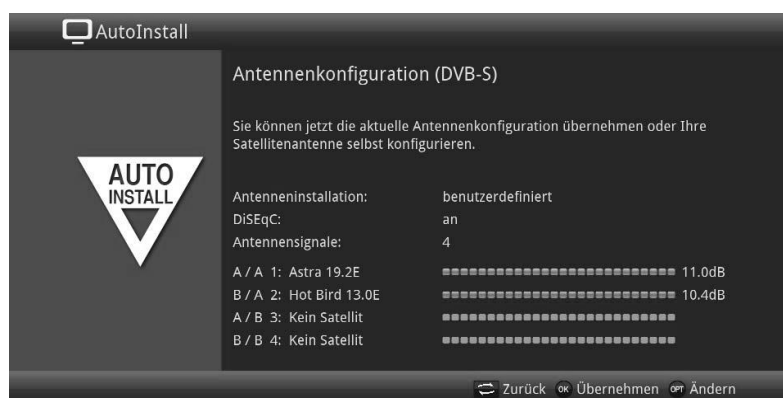 AutoInstall
Antennenkonfiguration (DVB-S)
Sie können jetzt die aktuelle Antennenkonfiguration übernehmen oder Ihre
Satellitenantenne selbst konfigurieren.
AUTO
INSTALL
Antenneninstallation: benutzerdefiniert
DiSEqC: an
Antennensignale: 4
A / A 1: Astra 19.2E 11.0dB
B / A 2: Hot Bird 13.0E 10.4dB
A / B 3: Kein Satellit
B / B 4: Kein Satellit
Zurück OK Übernehmen OPT Ändern